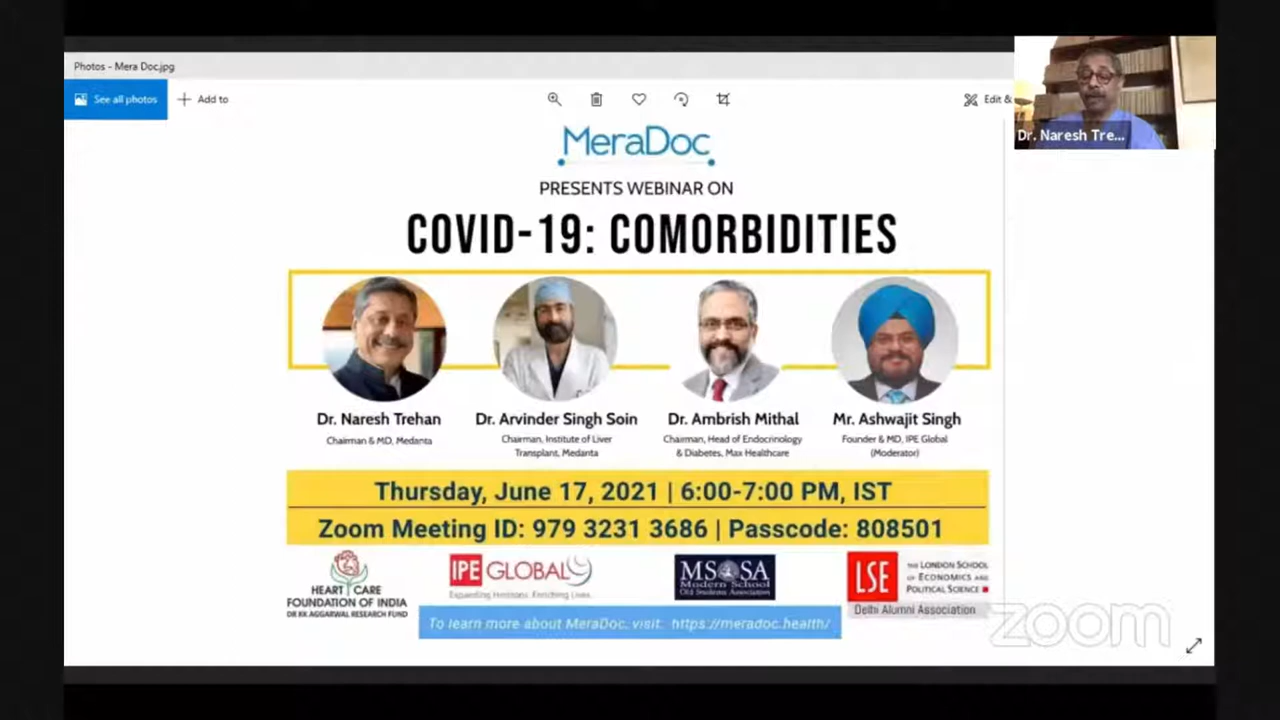 Photos - Mera Doc.jpg
See all photos
Add to
Edit &
Dr. Naresh Tre...
MeraDoc
PRESENTS WEBINAR ON
COVID-19: COMORBIDITIES
Dr. Naresh Trehan
Chairman & MD, Medanta
Dr. Arvinder Singh Soin
Chairman, Institute of Liver
Transplant, Medanta
Dr. Ambrish Mithal
Chairman, Head of Endocrinology
& Diabetes, Max Healthcare
Mr. Ashwajit Singh
Founder & MD, IPE Global
(Moderator)
Thursday, June 17, 2021 | 6:00-7:00 PM, IST
Zoom Meeting ID: 979 3231 3686 | Passcode: 808501
HEART CARE
FOUNDATION OF INDIA
DR KK AGGARWAL RESEARCH FUND
IPE GLOBAL
Expanding Horizons. Enriching Lives.
MSOSA
Modern School
Old Students Association
LSE
THE LONDON SCHOOL
OF ECONOMICS AND
POLITICAL SCIENCE
Delhi Alumni Association
To learn more about MeraDoc, visit: https://meradoc.health/
zoom